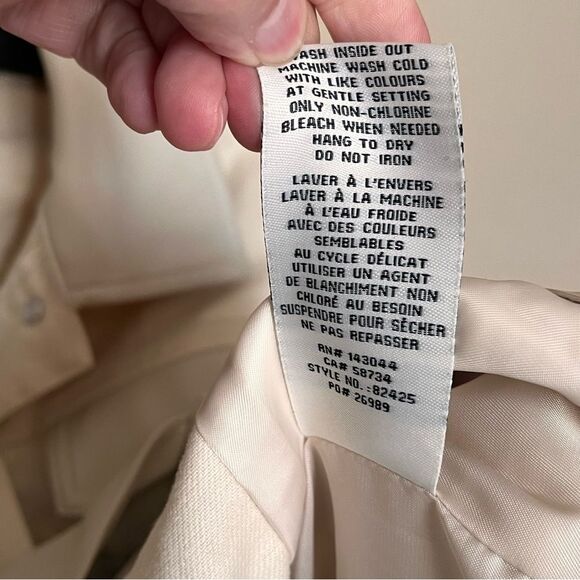 WASH INSIDE OUT
MACHINE WASH COLD
WITH LIKE COLOURS
AT GENTLE SETTING
ONLY NON-CHLORINE
BLEACH WHEN NEEDED
HANG TO DRY
DO NOT IRON
LAVER À L'ENVERS
LAVER À LA MACHINE
À L'EAU FROIDE
AVEC DES COULEURS
SEMBLABLES
AU CYCLE DÉLICAT
UTILISER UN AGENT
DE BLANCHIMENT NON
CHLORÉ AU BESOIN
SUSPENDRE POUR SÉCHER
NE PAS REPASSER
RN# 143044
CA# 58734
STYLE NO.:82425
PO# 26989